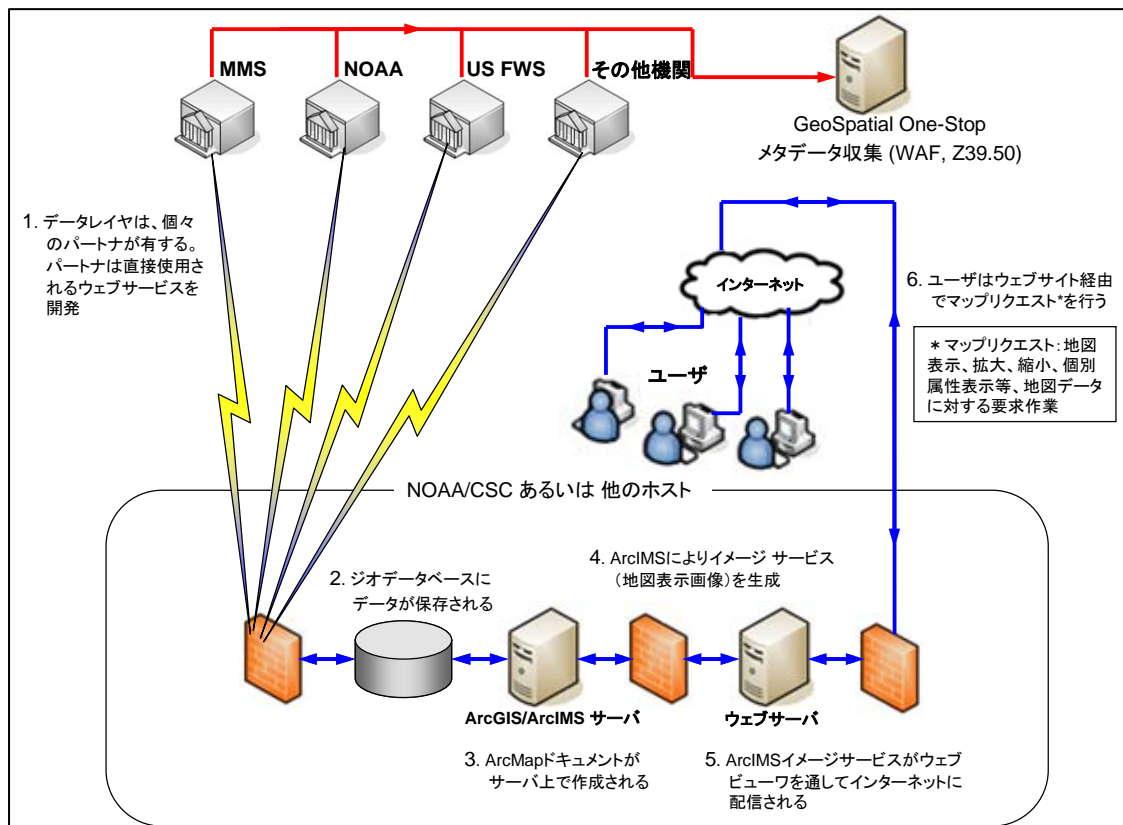 MMS
NOAA
US FWS
その他機関
GeoSpatial One-Stop
メタデータ収集 (WAF, Z39.50)
1. データレイヤは、個々
のパートナが有する。
パートナは直接使用さ
れるウェブサービスを
開発
インターネット
ユーザ
6. ユーザはウェブサイト経由
でマップリクエスト*を行う
* マップリクエスト：地図
表示、拡大、縮小、個別
属性表示等、地図データ
に対する要求作業
NOAA/CSC あるいは 他のホスト
2. ジオデータベースに
データが保存される
4. ArcIMSによりイメージ サービス
（地図表示画像）を生成
ArcGIS/ArcIMS サーバ
ウェブサーバ
3. ArcMapドキュメントが
サーバ上で作成される
5. ArcIMSイメージサービスがウェブ
ビューワを通してインターネットに
配信される